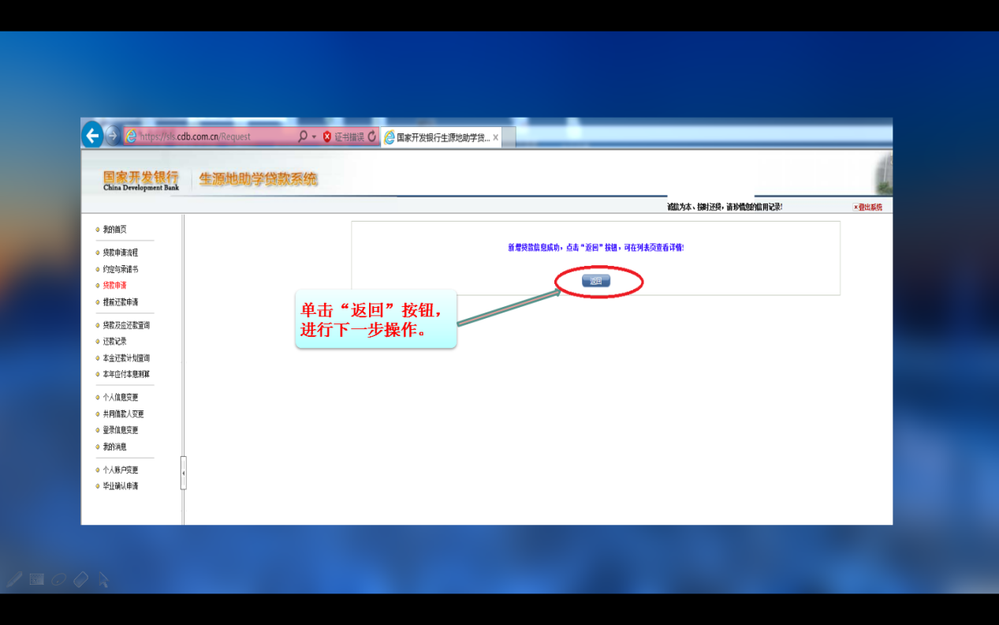 https://sls.cdb.com.cn/Request
证书错误
国家开发银行生源地助学贷...
国家开发银行
China Development Bank
生源地助学贷款系统
诚信为本、按时还贷，请珍惜您的信用记录!
登出系统
我的首页
贷款申请流程
约定与承诺书
贷款申请
提前还款申请
贷款及应还款查询
还款记录
本金还款计划查询
本年应付本息测算
个人信息变更
共同借款人变更
登录信息变更
我的消息
个人账户变更
毕业确认申请
新增贷款信息成功，点击“返回”按钮，可在列表页查看详情!
返回
单击“返回”按钮，
进行下一步操作。